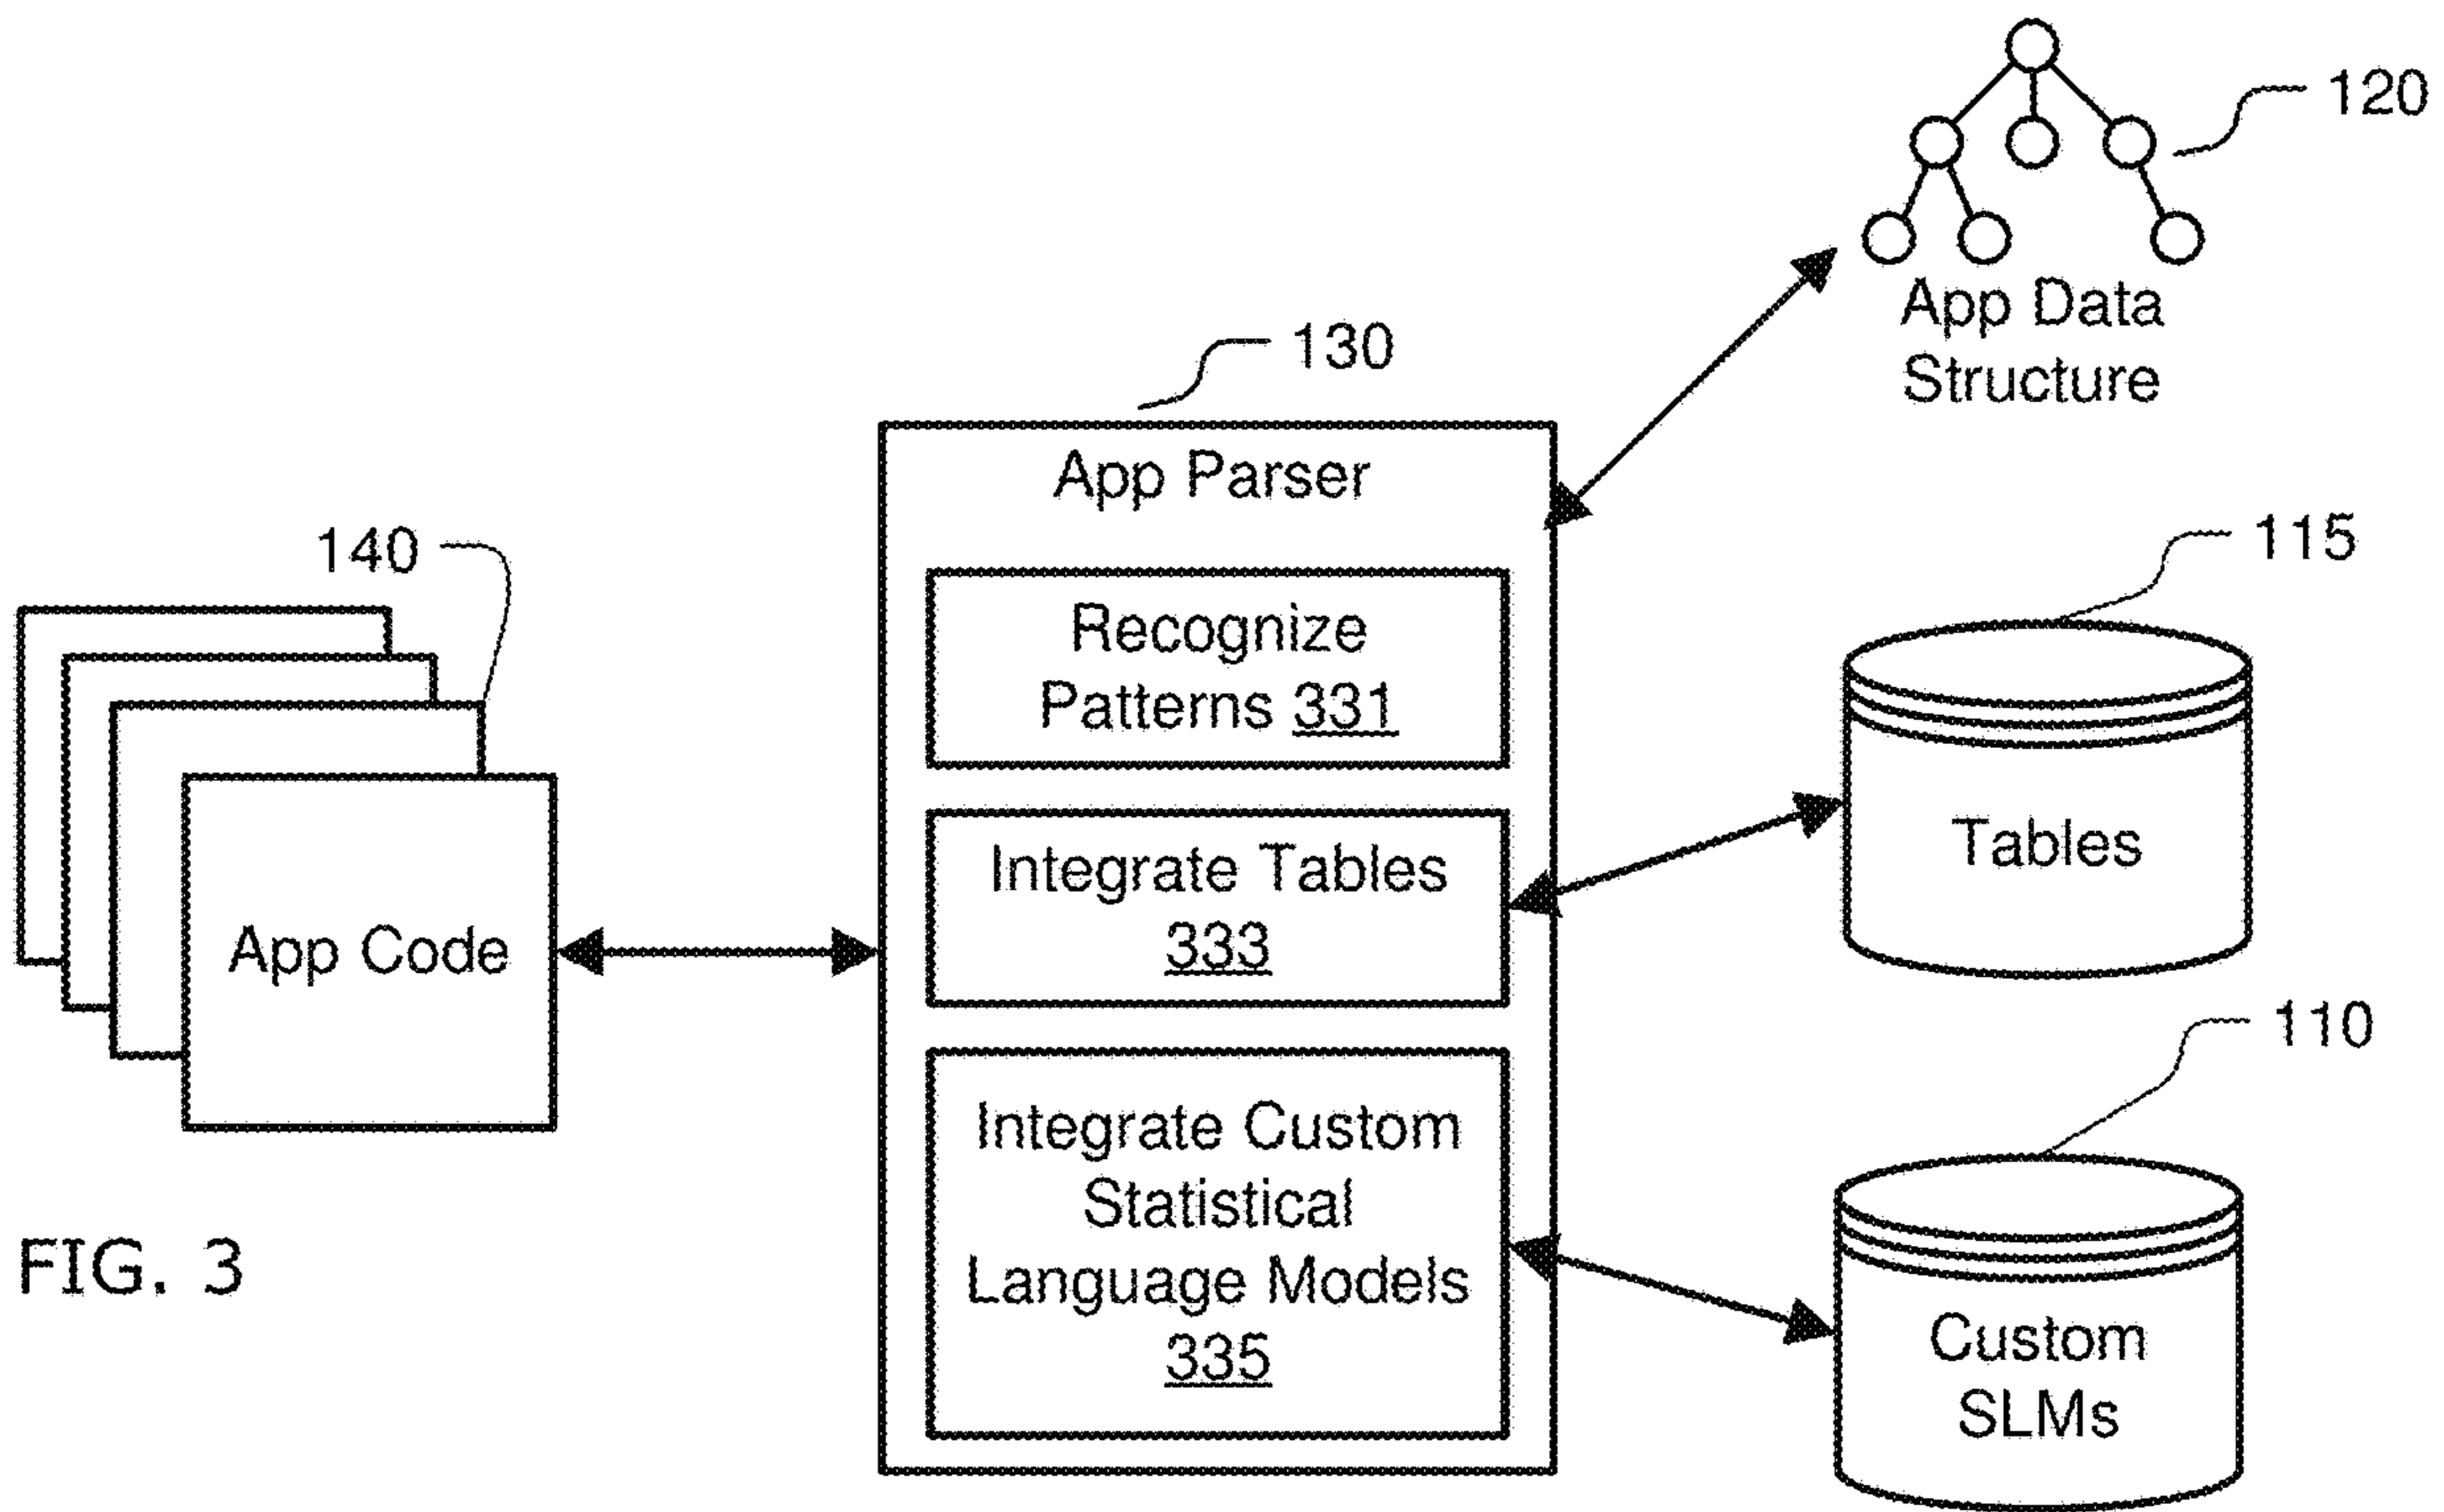 120
App Data
Structure
130
App Parser
140
115
Recognize
Patterns 331
Tables
Integrate Tables
333
App Code
110
Integrate Custom
Statistical
Language Models
335
FIG. 3
Custom
SLMs